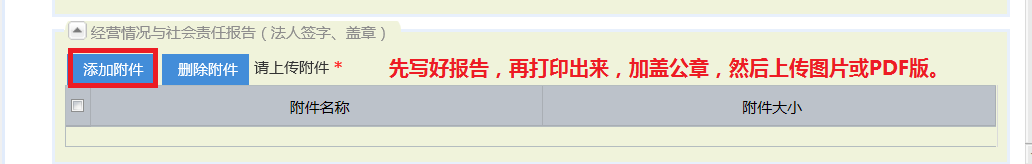 经营情况与社会责任报告（法人签字、盖章）
添加附件 删除附件 请上传附件 * 先写好报告，再打印出来，加盖公章，然后上传图片或PDF版。
附件名称 附件大小